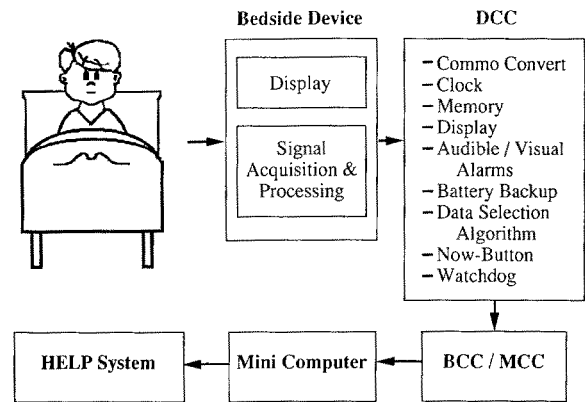 Bedside Device
DCC
Display
Signal
Acquisition &
Processing
– Commo Convert
– Clock
– Memory
– Display
– Audible / Visual
Alarms
– Battery Backup
– Data Selection
Algorithm
– Now-Button
– Watchdog
HELP System
Mini Computer
BCC / MCC